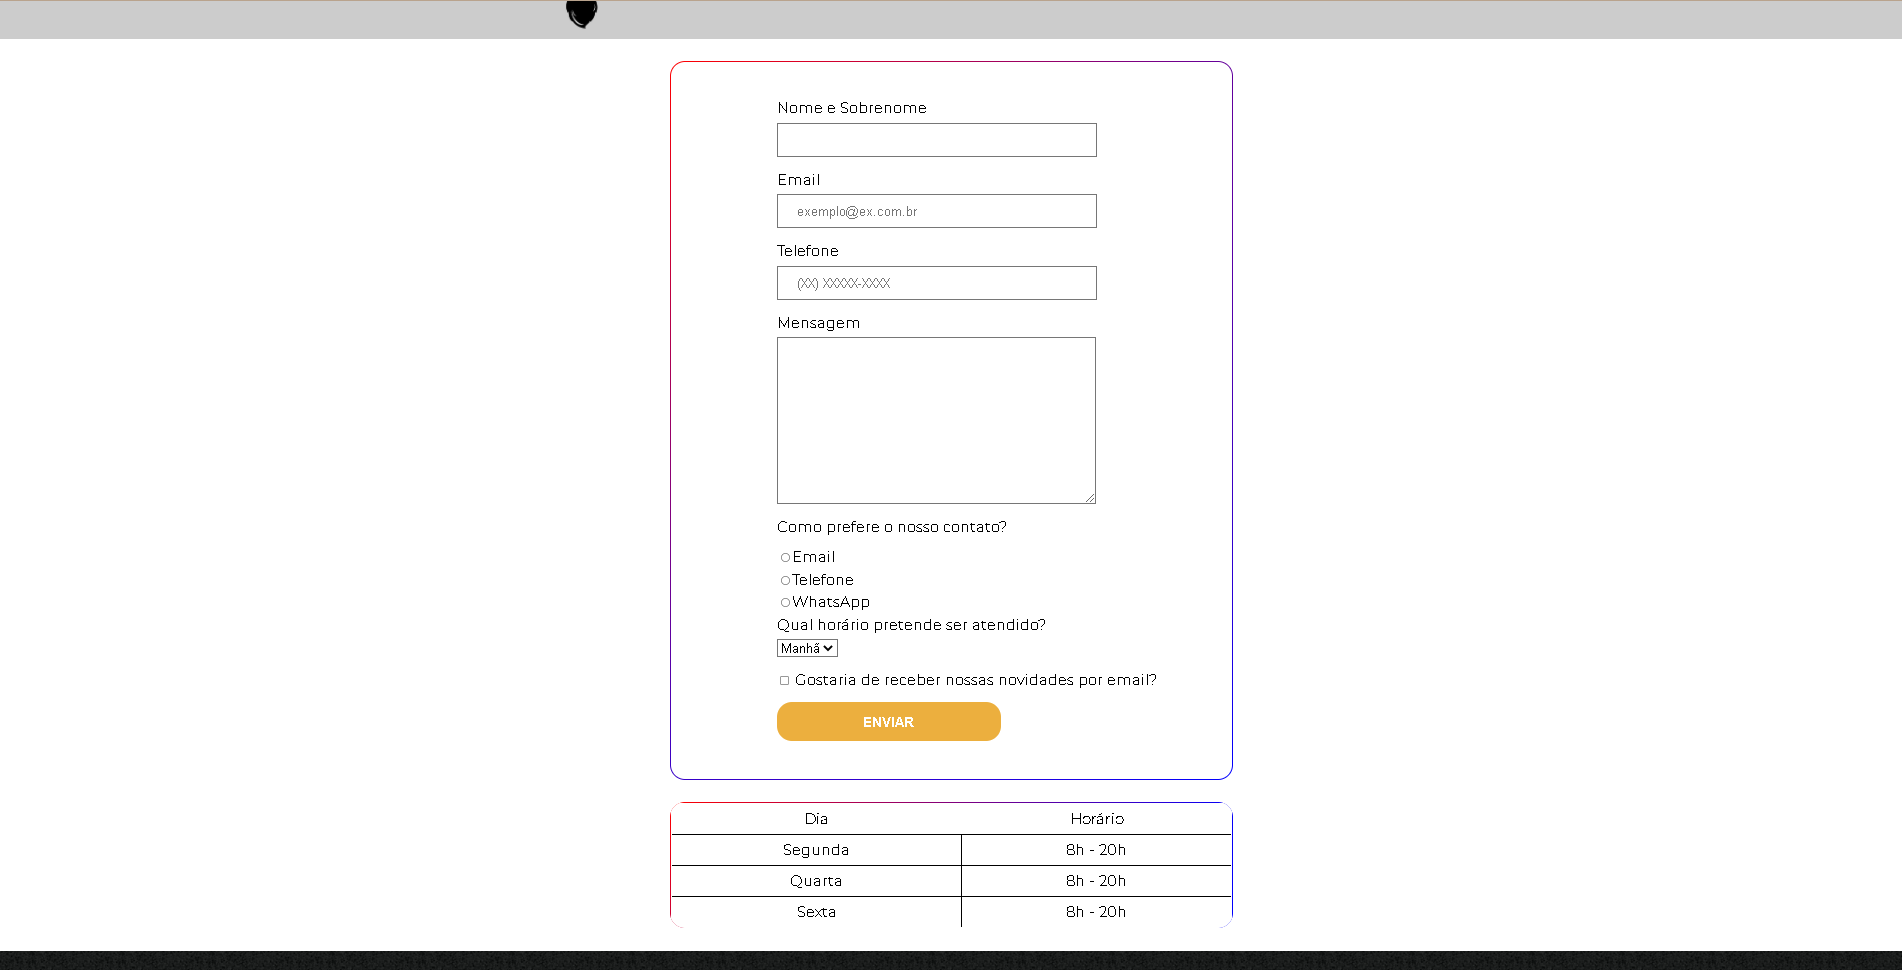 Nome e Sobrenome
Email
exemplo@ex.com.br
Telefone
(XX) XXXXX-XXXX
Mensagem
Como prefere o nosso contato?
Email
Telefone
WhatsApp
Qual horário pretende ser atendido?
Manhã
Gostaria de receber nossas novidades por email?
ENVIAR
Dia Horário
Segunda 8h - 20h
Quarta 8h - 20h
Sexta 8h - 20h